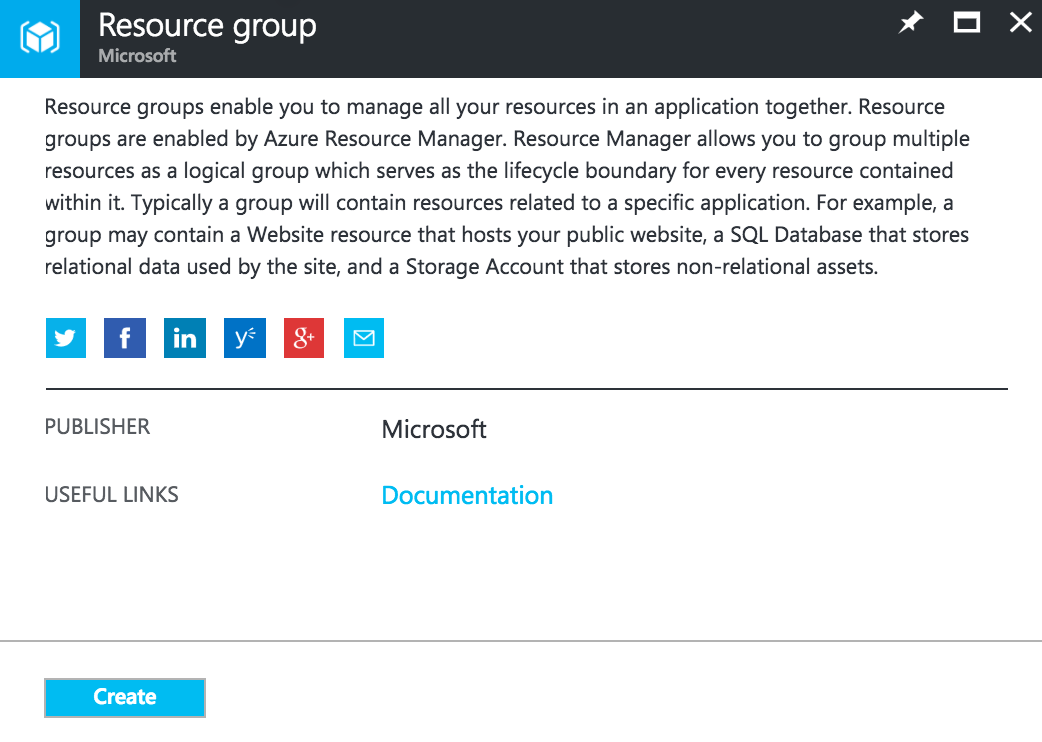 Resource group
Microsoft
Resource groups enable you to manage all your resources in an application together. Resource
groups are enabled by Azure Resource Manager. Resource Manager allows you to group multiple
resources as a logical group which serves as the lifecycle boundary for every resource contained
within it. Typically a group will contain resources related to a specific application. For example, a
group may contain a Website resource that hosts your public website, a SQL Database that stores
relational data used by the site, and a Storage Account that stores non-relational assets.
f in y g+
PUBLISHER Microsoft
USEFUL LINKS Documentation
Create